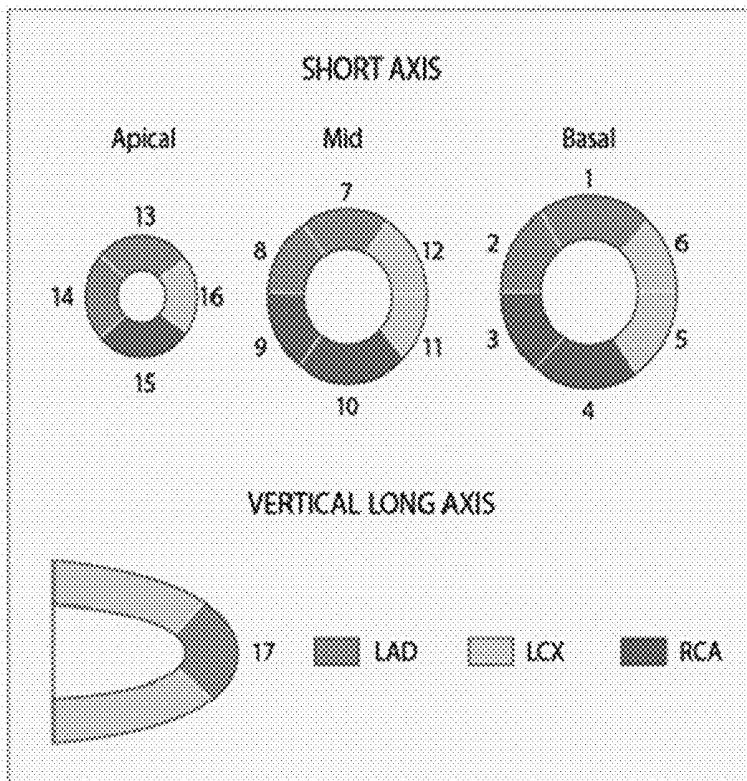 SHORT AXIS
Apical Mid Basal
13 7 1
8 12 2 6
14 16
9 11 3 5
15 10 4
VERTICAL LONG AXIS
17 LAD LCX RCA